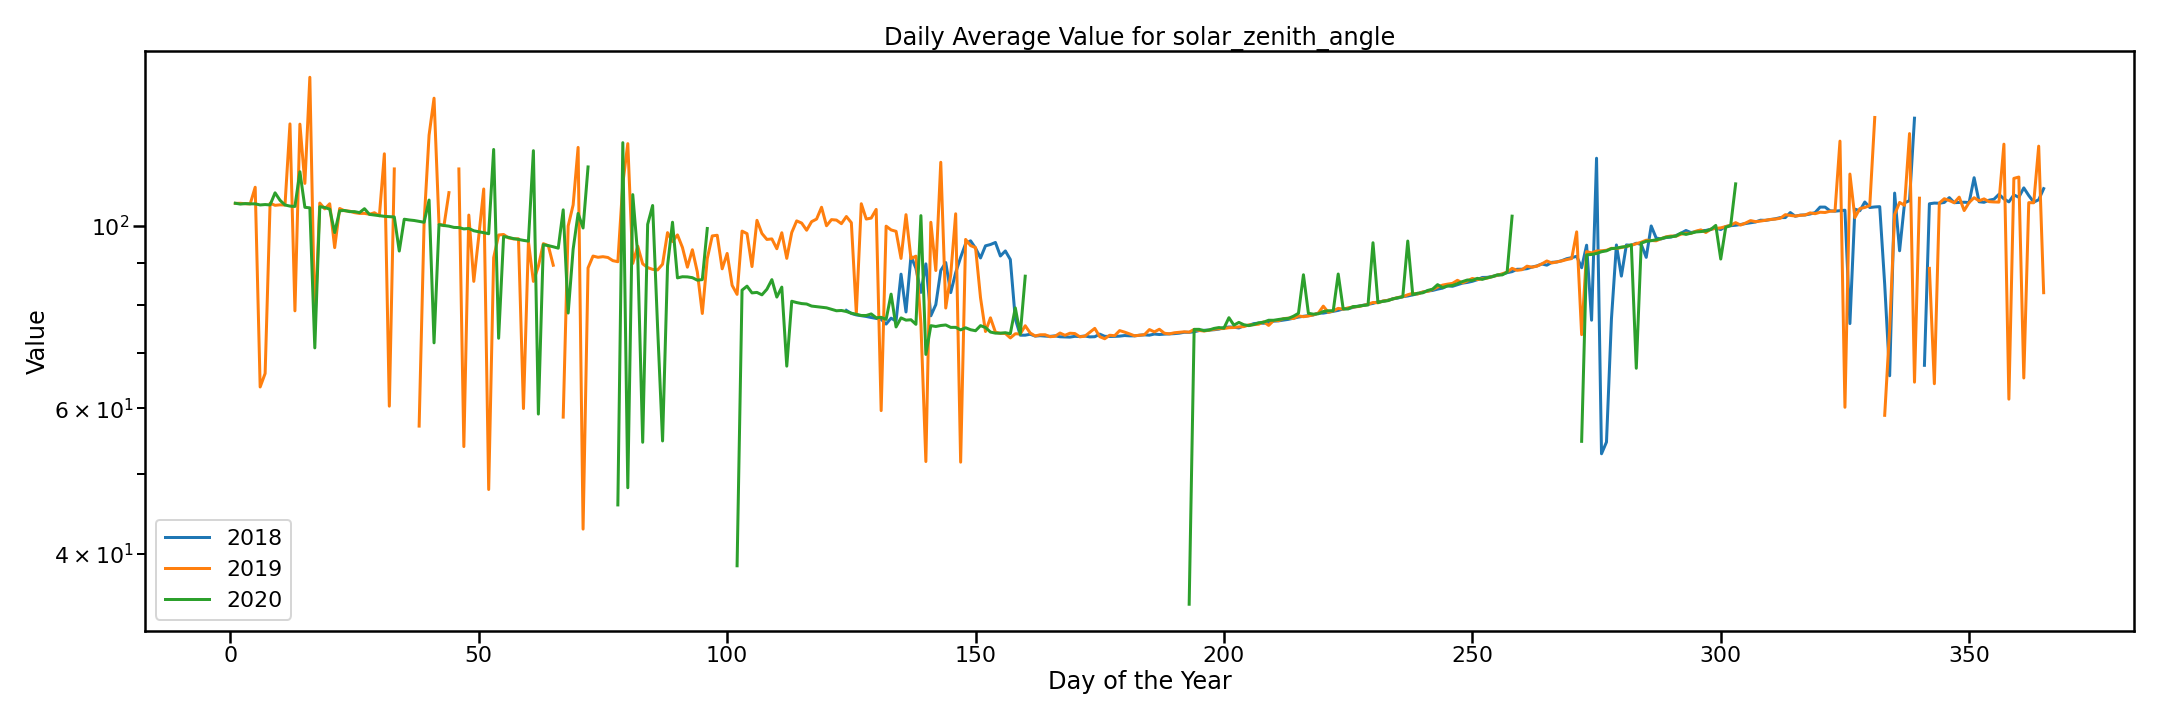 Daily Average Value for solar_zenith_angle
Value
10²
6 × 10¹
4 × 10¹
2018
2019
2020
0 50 100 150 200 250 300 350
Day of the Year